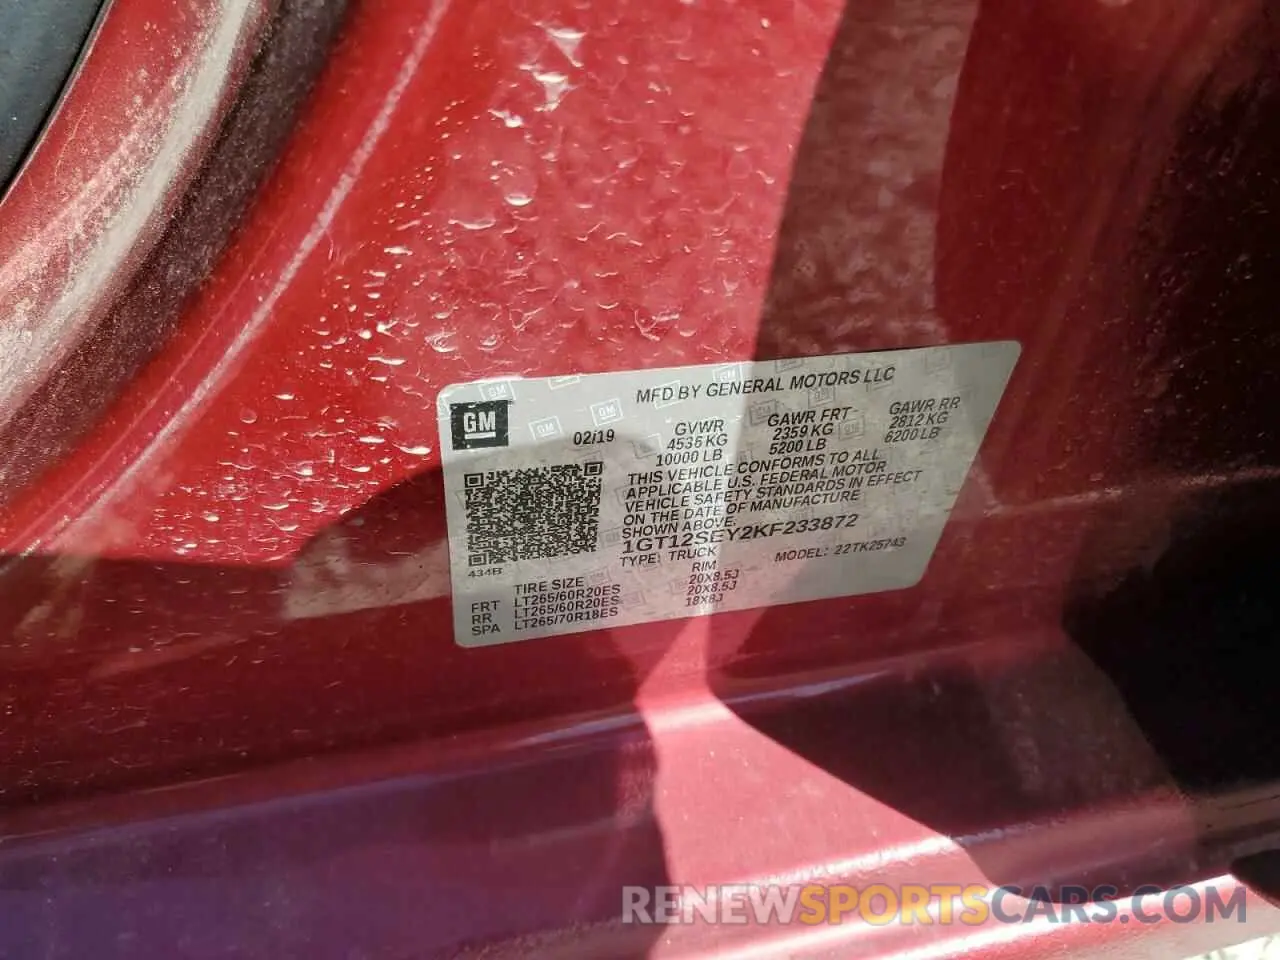 MFD BY GENERAL MOTORS LLC
GM
02/19
GVWR
4536 KG
10000 LB
GAWR FRT
2359 KG
5200 LB
GAWR RR
2812 KG
6200 LB
THIS VEHICLE CONFORMS TO ALL
APPLICABLE U.S. FEDERAL MOTOR
VEHICLE SAFETY STANDARDS IN EFFECT
ON THE DATE OF MANUFACTURE
SHOWN ABOVE.
1GT12SEY2KF233872
TYPE: TRUCK
MODEL: 22TK25743
434B
TIRE SIZE RIM
FRT LT265/60R20ES 20X8.5J
RR LT265/60R20ES 20X8.5J
SPA LT265/70R18ES 18X8J
RENEWSPORTSCARS.COM